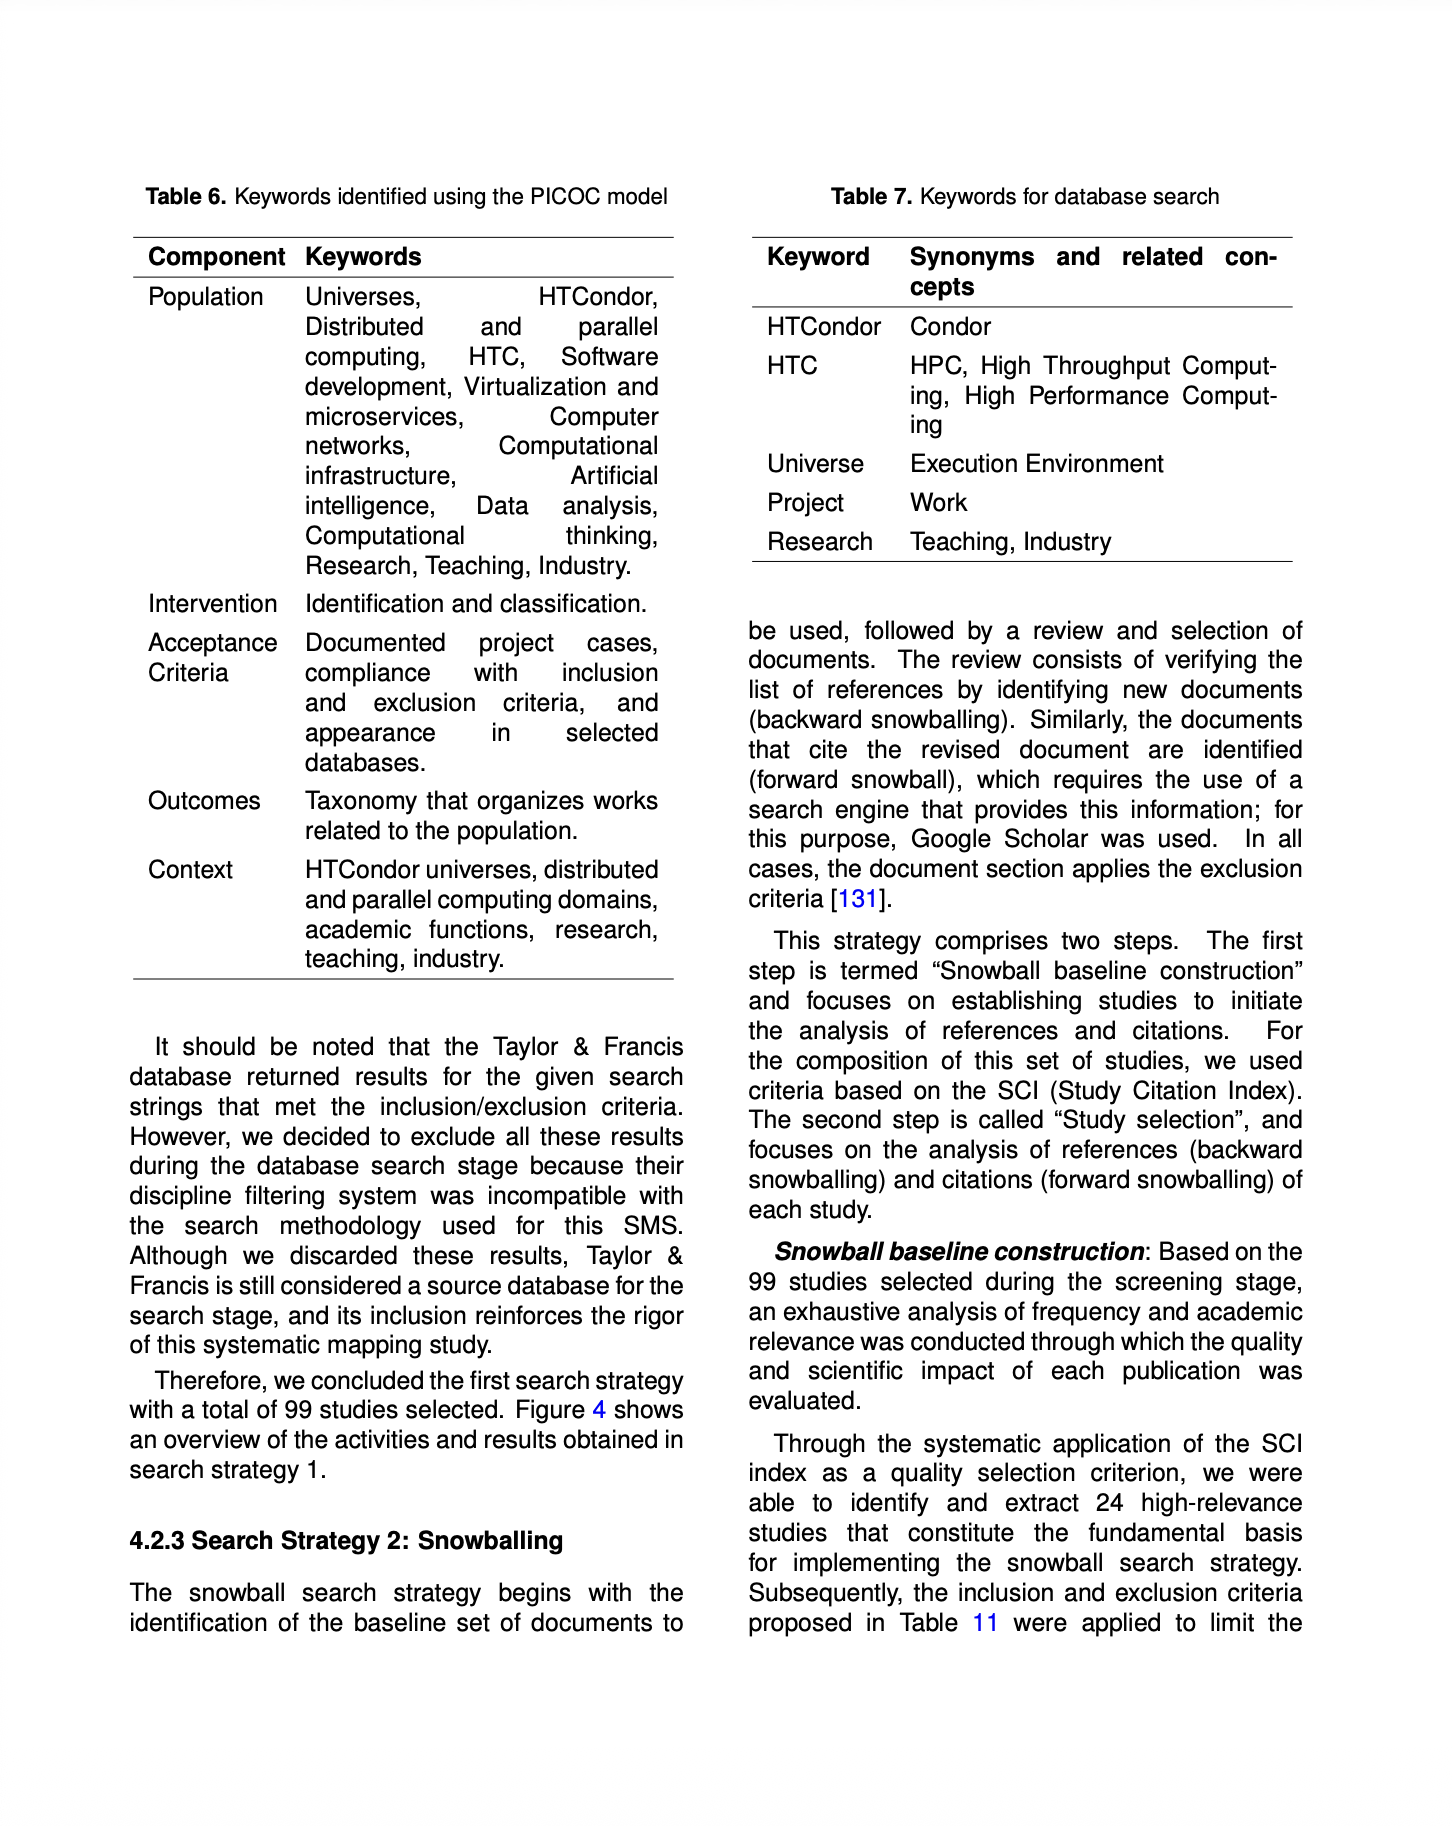 Table 6. Keywords identified using the PICOC model
Component Keywords
Population Universes, HTCondor,
Distributed and parallel
computing, HTC, Software
development, Virtualization and
microservices, Computer
networks, Computational
infrastructure, Artificial
intelligence, Data analysis,
Computational thinking,
Research, Teaching, Industry.
Intervention Identification and classification.
Acceptance Documented project cases,
Criteria compliance with inclusion
and exclusion criteria, and
appearance in selected
databases.
Outcomes Taxonomy that organizes works
related to the population.
Context HTCondor universes, distributed
and parallel computing domains,
academic functions, research,
teaching, industry.
It should be noted that the Taylor & Francis
database returned results for the given search
strings that met the inclusion/exclusion criteria.
However, we decided to exclude all these results
during the database search stage because their
discipline filtering system was incompatible with
the search methodology used for this SMS.
Although we discarded these results, Taylor &
Francis is still considered a source database for the
search stage, and its inclusion reinforces the rigor
of this systematic mapping study.
Therefore, we concluded the first search strategy
with a total of 99 studies selected. Figure 4 shows
an overview of the activities and results obtained in
search strategy 1.
4.2.3 Search Strategy 2: Snowballing
The snowball search strategy begins with the
identification of the baseline set of documents to
Table 7. Keywords for database search
Keyword Synonyms and related con-
cepts
HTCondor Condor
HTC HPC, High Throughput Comput-
ing, High Performance Comput-
ing
Universe Execution Environment
Project Work
Research Teaching, Industry
be used, followed by a review and selection of
documents. The review consists of verifying the
list of references by identifying new documents
(backward snowballing). Similarly, the documents
that cite the revised document are identified
(forward snowball), which requires the use of a
search engine that provides this information; for
this purpose, Google Scholar was used. In all
cases, the document section applies the exclusion
criteria [131].
This strategy comprises two steps. The first
step is termed “Snowball baseline construction”
and focuses on establishing studies to initiate
the analysis of references and citations. For
the composition of this set of studies, we used
criteria based on the SCI (Study Citation Index).
The second step is called “Study selection”, and
focuses on the analysis of references (backward
snowballing) and citations (forward snowballing) of
each study.
Snowball baseline construction: Based on the
99 studies selected during the screening stage,
an exhaustive analysis of frequency and academic
relevance was conducted through which the quality
and scientific impact of each publication was
evaluated.
Through the systematic application of the SCI
index as a quality selection criterion, we were
able to identify and extract 24 high-relevance
studies that constitute the fundamental basis
for implementing the snowball search strategy.
Subsequently, the inclusion and exclusion criteria
proposed in Table 11 were applied to limit the